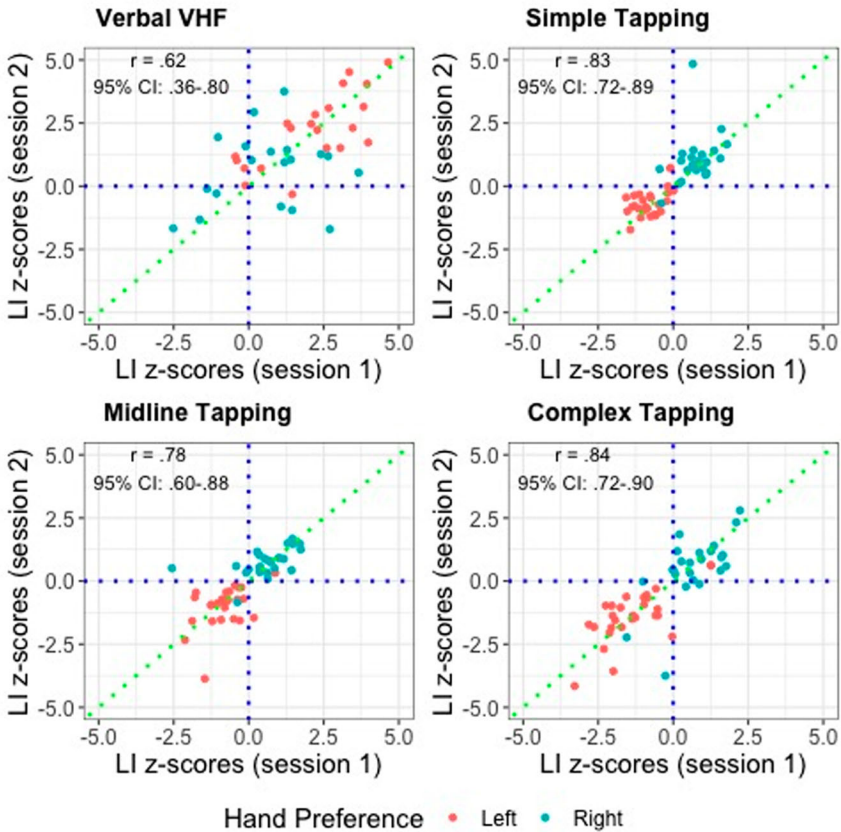 Verbal VHF
r = .62
95% CI: .36-.80
LI z-scores (session 2)
5.0
2.5
0.0
-2.5
-5.0
-5.0 -2.5 0.0 2.5 5.0
LI z-scores (session 1)
Simple Tapping
r = .83
95% CI: .72-.89
LI z-scores (session 2)
5.0
2.5
0.0
-2.5
-5.0
-5.0 -2.5 0.0 2.5 5.0
LI z-scores (session 1)
Midline Tapping
r = .78
95% CI: .60-.88
LI z-scores (session 2)
5.0
2.5
0.0
-2.5
-5.0
-5.0 -2.5 0.0 2.5 5.0
LI z-scores (session 1)
Complex Tapping
r = .84
95% CI: .72-.90
LI z-scores (session 2)
5.0
2.5
0.0
-2.5
-5.0
-5.0 -2.5 0.0 2.5 5.0
LI z-scores (session 1)
Hand Preference Left Right